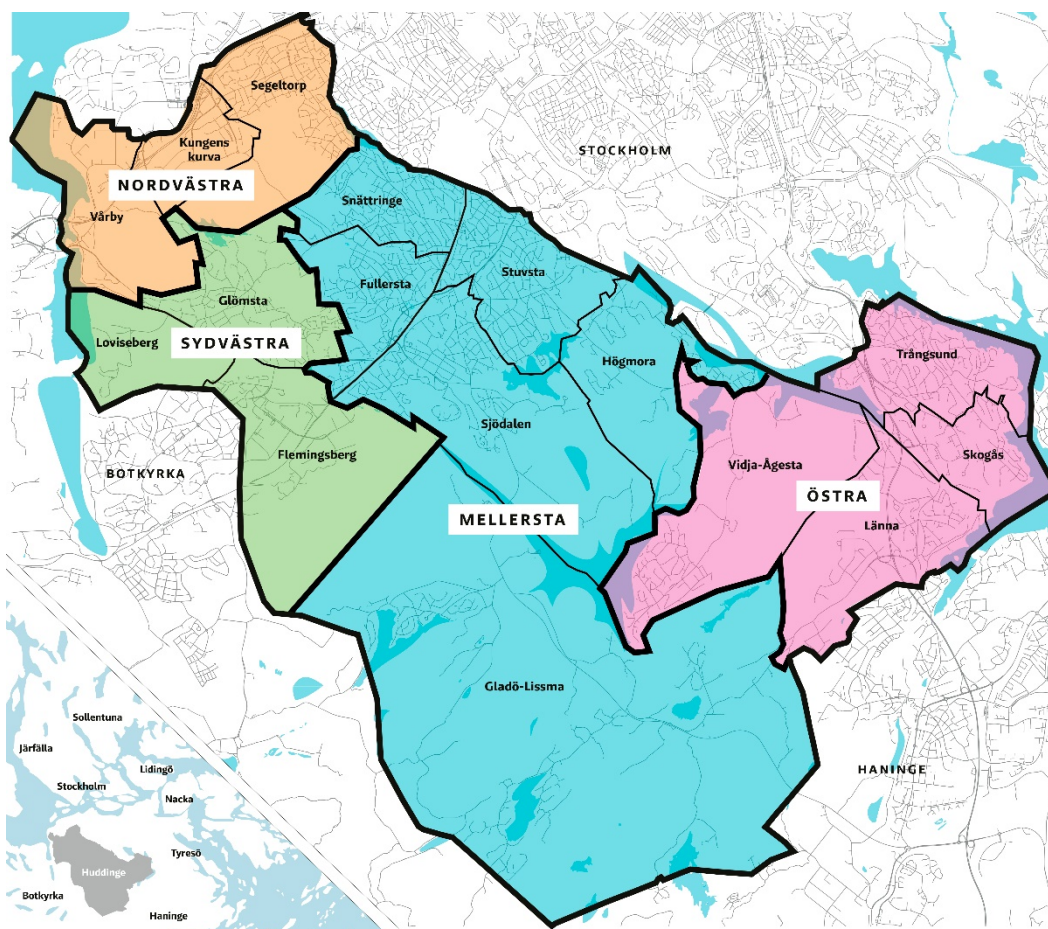 Segeltorp
Kungens
kurva
STOCKHOLM
NORDVÄSTRA
Snättringe
Vårby
Stuvsta
Fullersta
Glömsta
Loviseberg
SYDVÄSTRA
Högmora
Trångsund
Sjödalen
Flemingsberg
Skogås
Vidja-Ågesta
BOTKYRKA
ÖSTRA
MELLERSTA
Länna
Gladö-Lissma
HANINGE
Sollentuna
Järfälla
Lidingö
Stockholm
Nacka
Tyresö
Huddinge
Botkyrka
Haninge